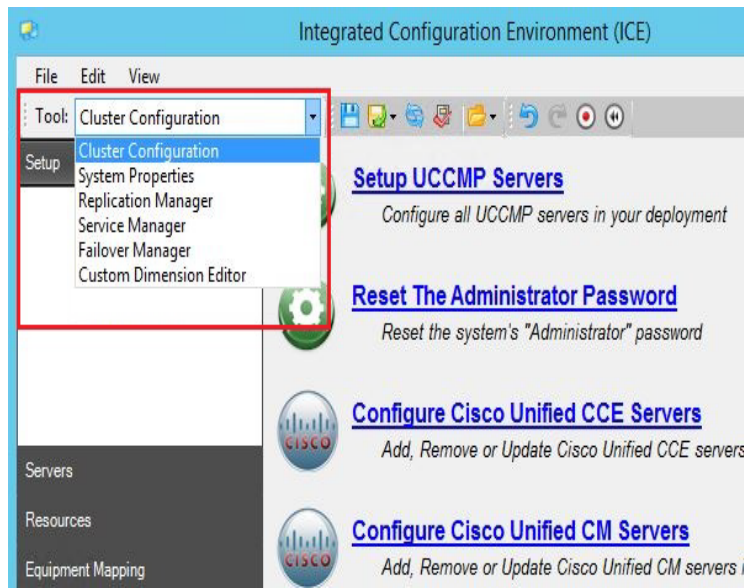 Integrated Configuration Environment (ICE)
File Edit View
Tool: Cluster Configuration
Cluster Configuration
System Properties
Replication Manager
Service Manager
Failover Manager
Custom Dimension Editor
Setup
Setup UCCMP Servers
Configure all UCCMP servers in your deployment
Reset The Administrator Password
Reset the system's "Administrator" password
CISCO
Configure Cisco Unified CCE Servers
Add, Remove or Update Cisco Unified CCE servers
CISCO
Configure Cisco Unified CM Servers
Add, Remove or Update Cisco Unified CM servers
Servers
Resources
Equipment Mapping